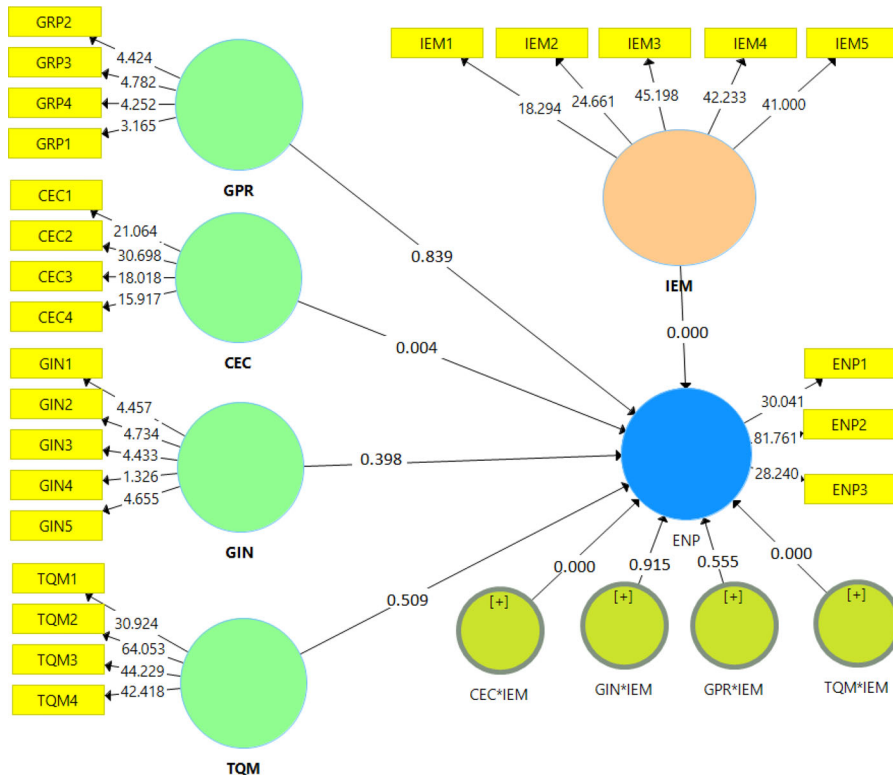 GRP2
GRP3
GRP4
GRP1
4.424
4.782
4.252
3.165
GPR
IEM1
IEM2
IEM3
IEM4
IEM5
18.294
24.661
45.198
42.233
41.000
IEM
CEC1
CEC2
CEC3
CEC4
21.064
30.698
18.018
15.917
CEC
0.839
0.004
0.000
GIN1
GIN2
GIN3
GIN4
GIN5
4.457
4.734
4.433
1.326
4.655
GIN
0.398
ENP1
ENP2
ENP3
30.041
81.761
28.240
ENP
TQM1
TQM2
TQM3
TQM4
30.924
64.053
44.229
42.418
TQM
0.509
0.000
0.915
0.555
0.000
[+]
[+]
[+]
[+]
CEC*IEM
GIN*IEM
GPR*IEM
TQM*IEM